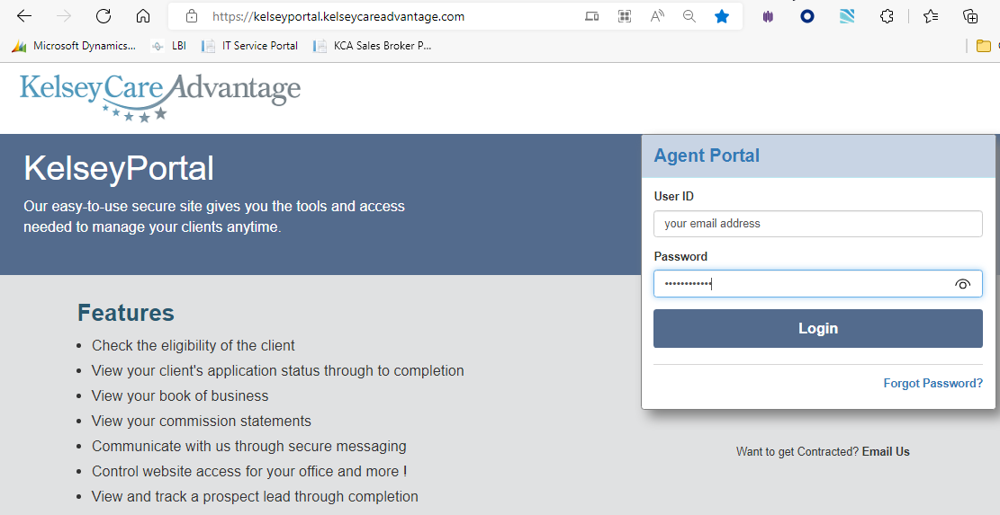 https://kelseyportal.kelseycareadvantage.com
Microsoft Dynamics...
LBI
IT Service Portal
KCA Sales Broker P...
KelseyCareAdvantage
KelseyPortal
Our easy-to-use secure site gives you the tools and access
needed to manage your clients anytime.
Agent Portal
User ID
your email address
Password
••••••••••••
Login
Forgot Password?
Want to get Contracted? Email Us
Features
• Check the eligibility of the client
• View your client's application status through to completion
• View your book of business
• View your commission statements
• Communicate with us through secure messaging
• Control website access for your office and more !
• View and track a prospect lead through completion